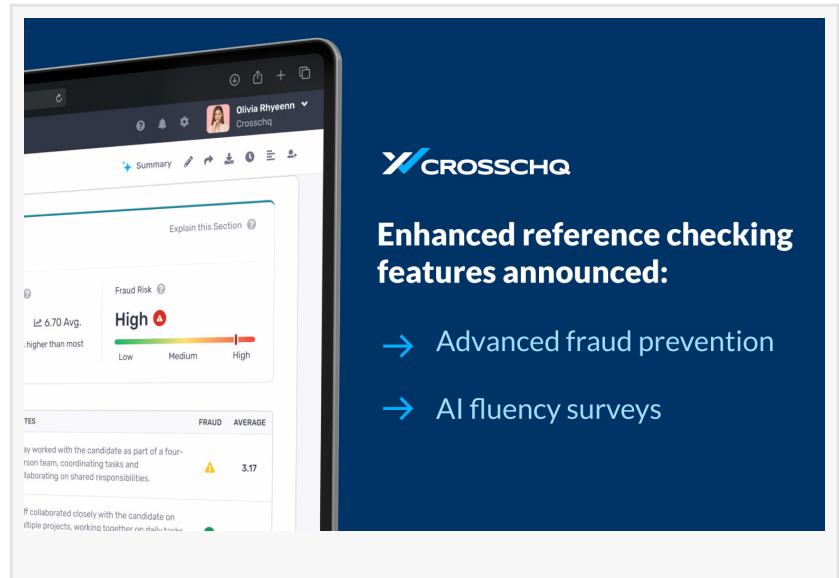 Olivia Rhyeenn
Crosschq
Summary
Explain this Section
Fraud Risk
6.70 Avg.
High
higher than most
Low Medium High
FRAUD AVERAGE
worked with the candidate as part of a four-
team, coordinating tasks and
shared responsibilities.
3.17
collaborated closely with the candidate on
projects, working together on daily tasks
CROSSCHQ
Enhanced reference checking
features announced:
Advanced fraud prevention
AI fluency surveys